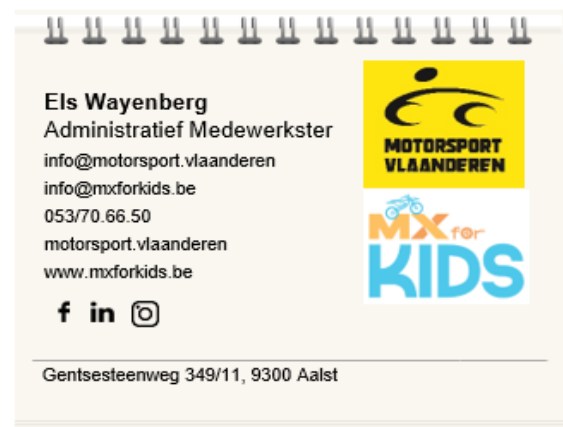 Els Wayenberg
Administratief Medewerkster
info@motorsport.vlaanderen
info@mxforkids.be
053/70.66.50
motorsport.vlaanderen
www.mxforkids.be
f in
MOTORSPORT
VLAANDEREN
MX for
KIDS
Gentsesteenweg 349/11, 9300 Aalst